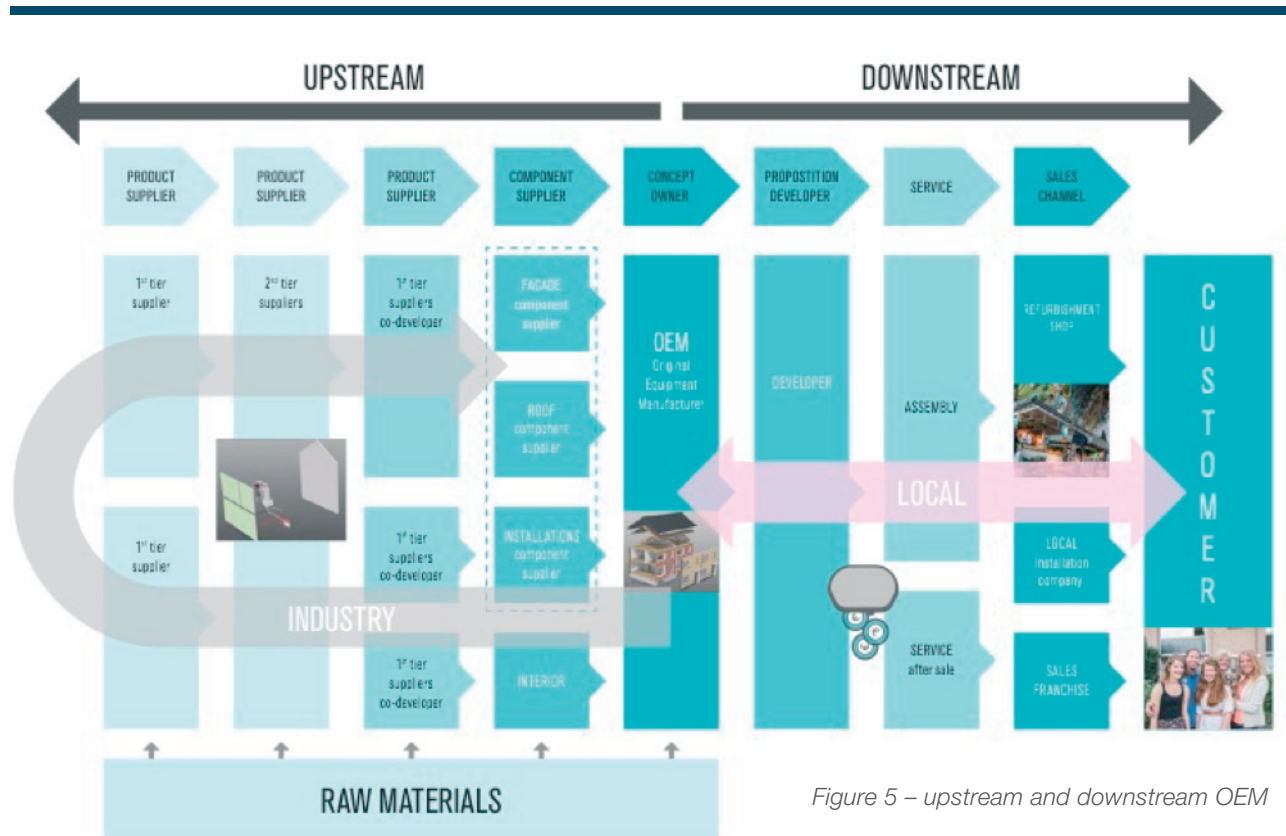 UPSTREAM
DOWNSTREAM
PRODUCT
SUPPLIER
PRODUCT
SUPPLIER
PRODUCT
SUPPLIER
COMPONENT
SUPPLIER
CONCEPT
OWNER
PROPOSTITION
DEVELOPER
SERVICE
SALES
CHANNEL
1st tier
supplier
2nd tier
suppliers
1st tier
suppliers
co-developer
FACADE
component
supplier
OEM
Original
Equipment
Manufacturer
DEVELOPER
ASSEMBLY
REFURBISHMENT
SHOP
CUSTOMER
ROOF
component
supplier
LOCAL
1st tier
supplier
1st tier
suppliers
co-developer
INSTALLATIONS
component
supplier
LOCAL
installation
company
INDUSTRY
1st tier
suppliers
co-developer
INTERIOR
SERVICE
after sale
SALES
FRANCHISE
RAW MATERIALS
Figure 5 – upstream and downstream OEM